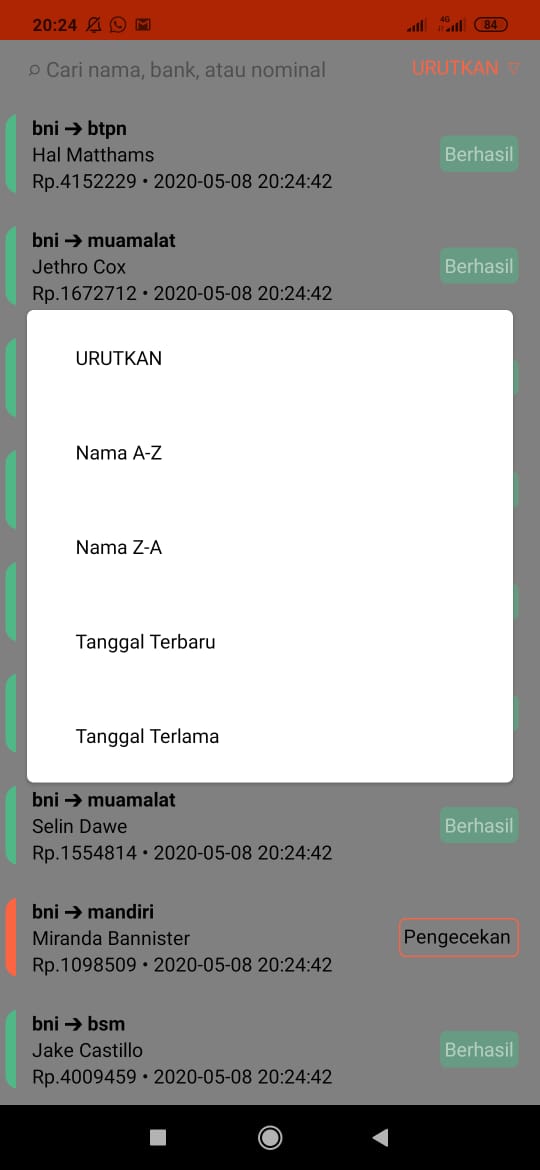 20:24 4G 84
Cari nama, bank, atau nominal URUTKAN ▽
bni → btpn
Hal Matthams Berhasil
Rp.4152229 • 2020-05-08 20:24:42
bni → muamalat
Jethro Cox Berhasil
Rp.1672712 • 2020-05-08 20:24:42
URUTKAN
Nama A-Z
Nama Z-A
Tanggal Terbaru
Tanggal Terlama
bni → muamalat
Selin Dawe Berhasil
Rp.1554814 • 2020-05-08 20:24:42
bni → mandiri
Miranda Bannister Pengecekan
Rp.1098509 • 2020-05-08 20:24:42
bni → bsm
Jake Castillo Berhasil
Rp.4009459 • 2020-05-08 20:24:42